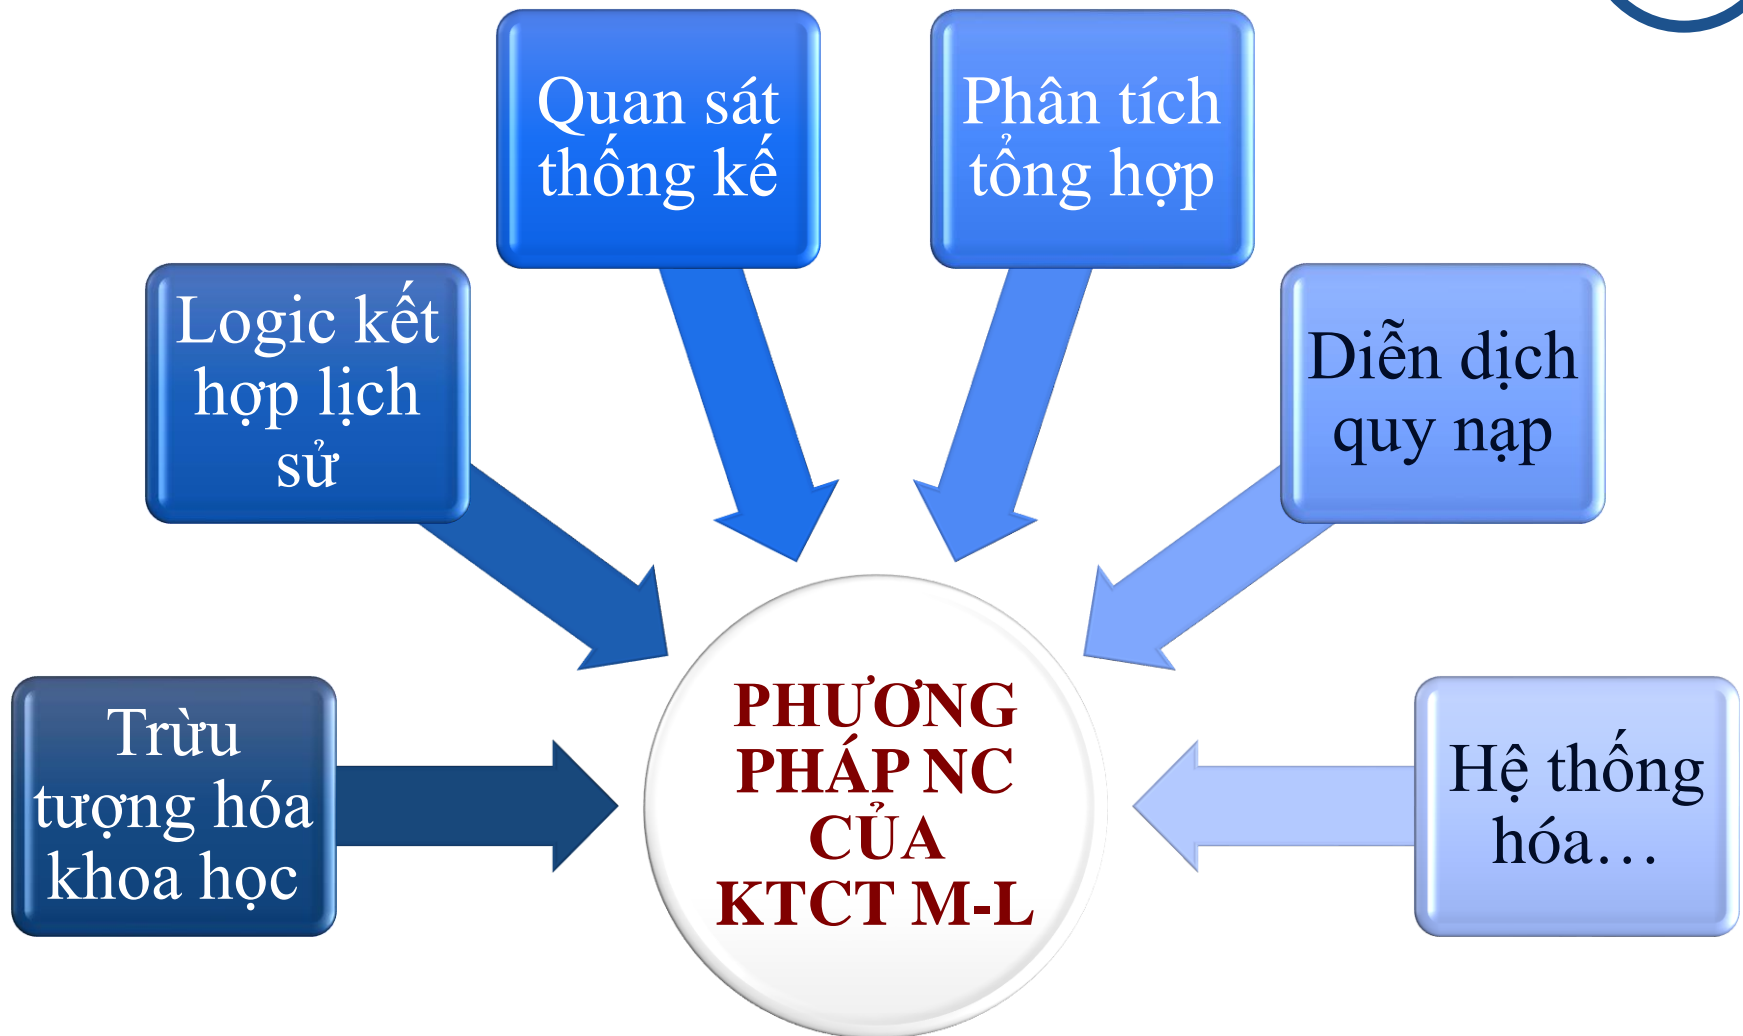 Quan sát
thống kế
Phân tích
tổng hợp
Logic kết
hợp lịch
sử
Diễn dịch
quy nạp
Trừu
tượng hóa
khoa học
PHƯƠNG
PHÁP NC
CỦA
KTCT M-L
Hệ thống
hóa…